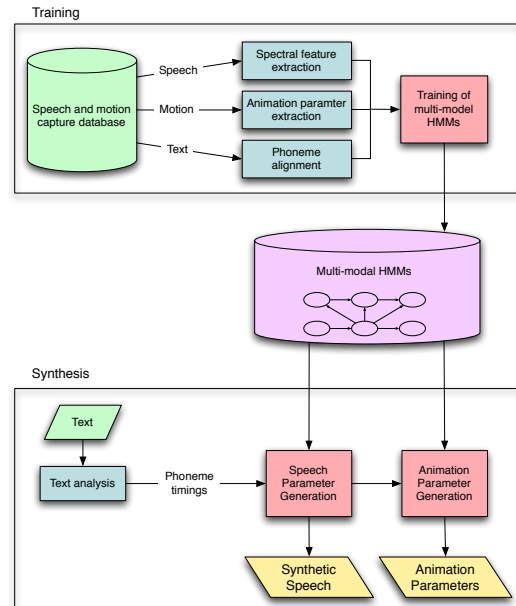 Training
Speech and motion
capture database
Speech
Motion
Text
Spectral feature
extraction
Animation paramter
extraction
Phoneme
alignment
Training of
multi-model
HMMs
Multi-modal HMMs
Synthesis
Text
Text analysis
Phoneme
timings
Speech
Parameter
Generation
Animation
Parameter
Generation
Synthetic
Speech
Animation
Parameters